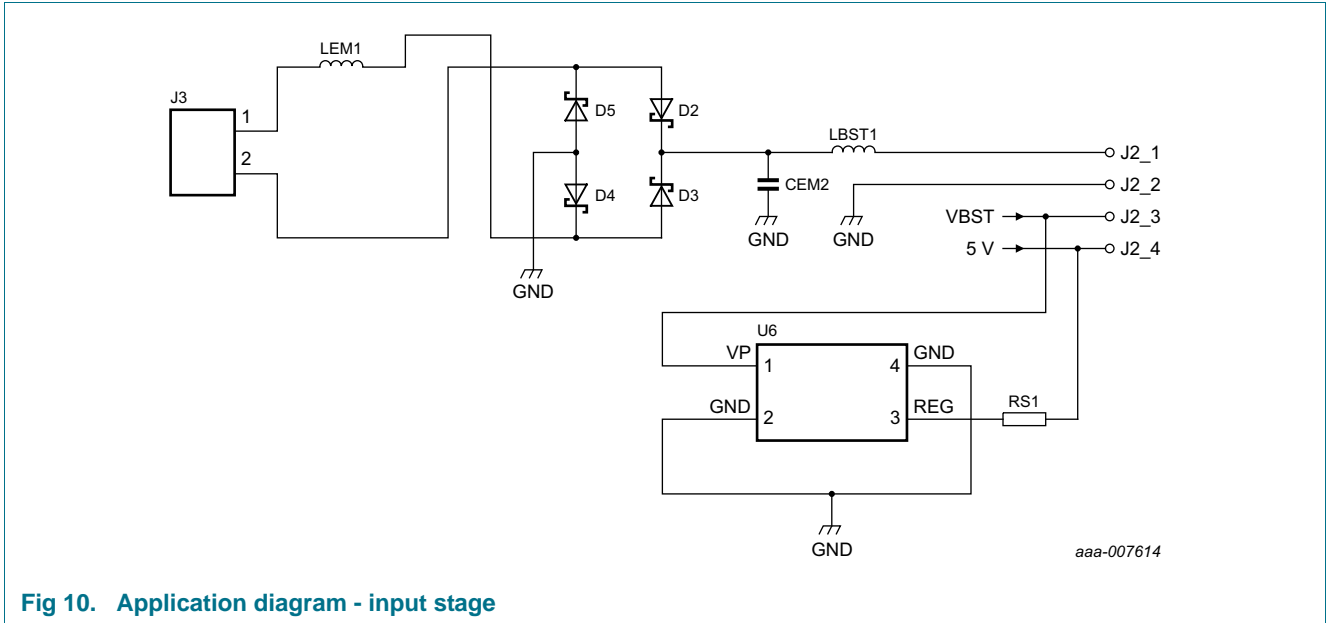 LEM1
J3
1
2
D5
D2
D4
D3
LBST1
CEM2
GND
GND
GND
J2_1
J2_2
VBST
J2_3
5 V
J2_4
U6
VP
1
4
GND
GND
2
3
REG
RS1
GND
aaa-007614
Fig 10. Application diagram - input stage